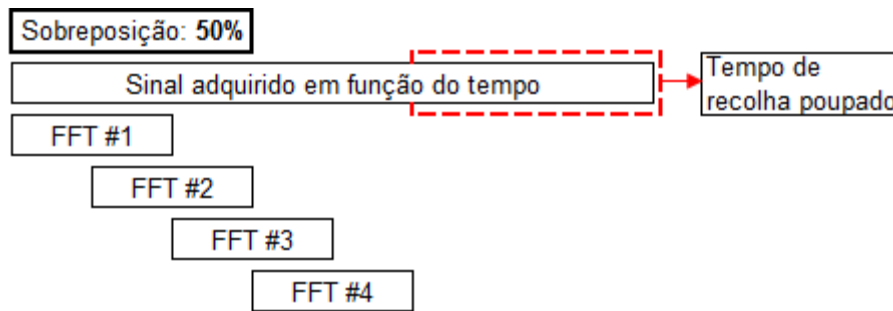 Sobreposição: 50%
Sinal adquirido em função do tempo
Tempo de
recolha poupado
FFT #1
FFT #2
FFT #3
FFT #4